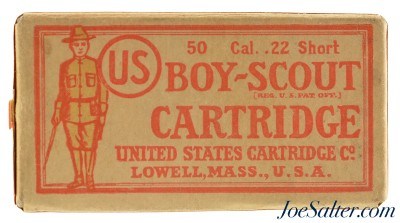 50 Cal. .22 Short
US
BOY-SCOUT
[REG. U.S. PAT. OFF.]
CARTRIDGE
UNITED STATES CARTRIDGE Co.
LOWELL, MASS., U.S.A.
JoeSalter.com